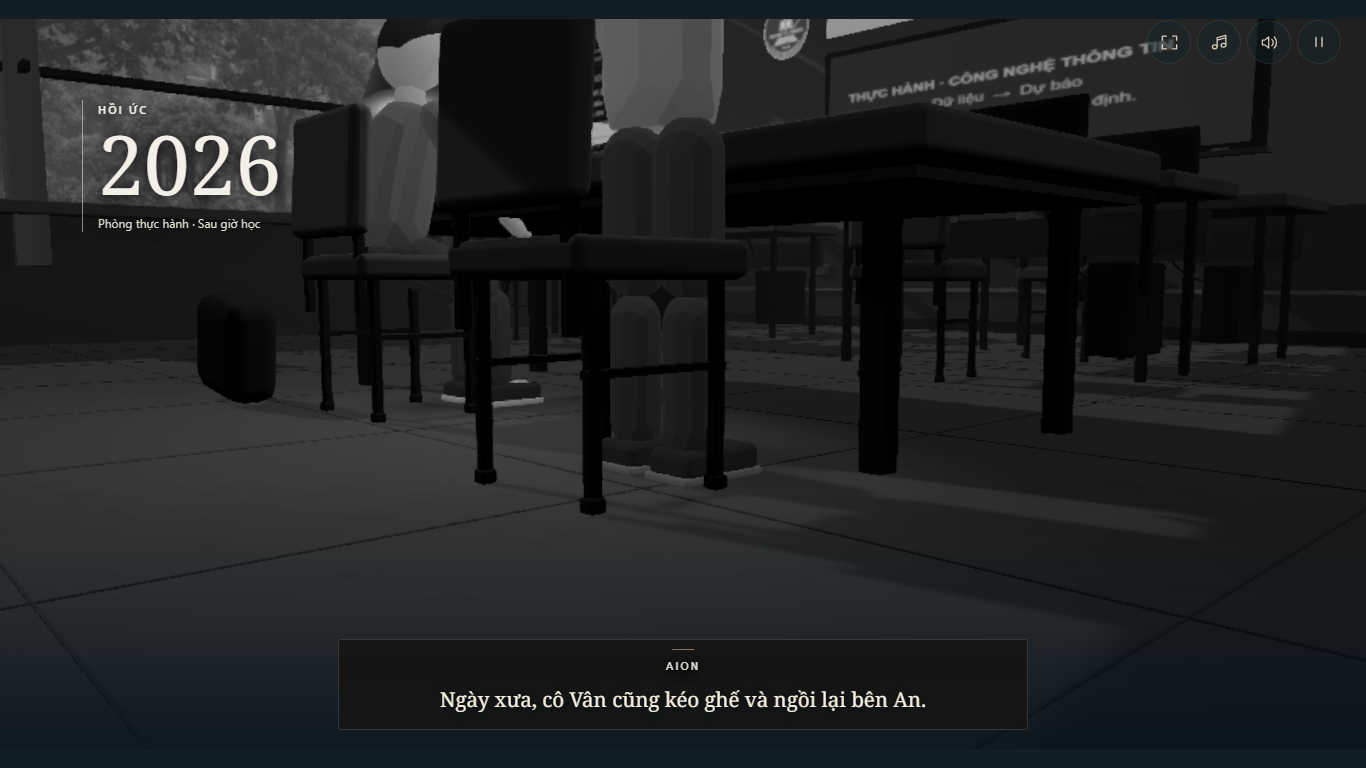 HỒI ỨC
2026
Phòng thực hành · Sau giờ học
THỰC HÀNH · CÔNG NGHỆ THÔNG TIN
Dữ liệu → Dự báo
định.
AION
Ngày xưa, cô Vân cũng kéo ghế và ngồi lại bên An.